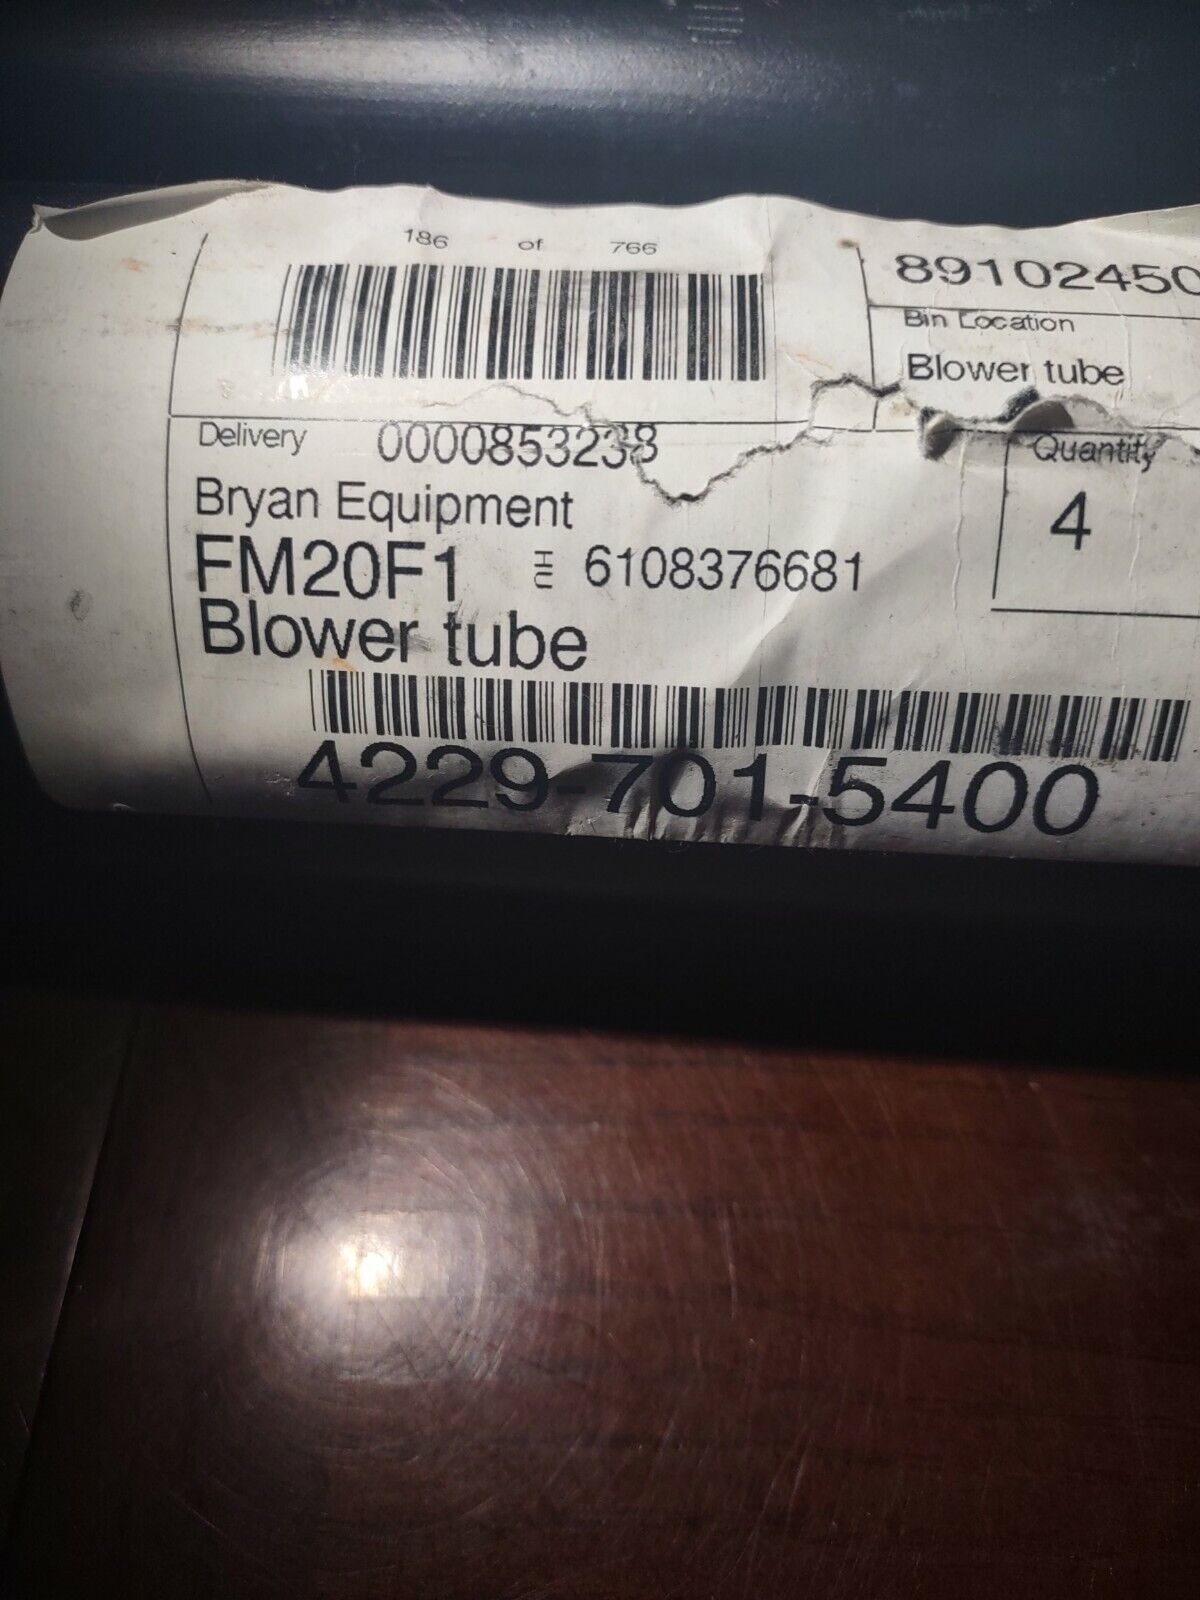 186 of 766
89102450
Bin Location
Blower tube
Delivery 0000853238
Quantity
4
Bryan Equipment
FM20F1 HU 6108376681
Blower tube
4229-701-5400